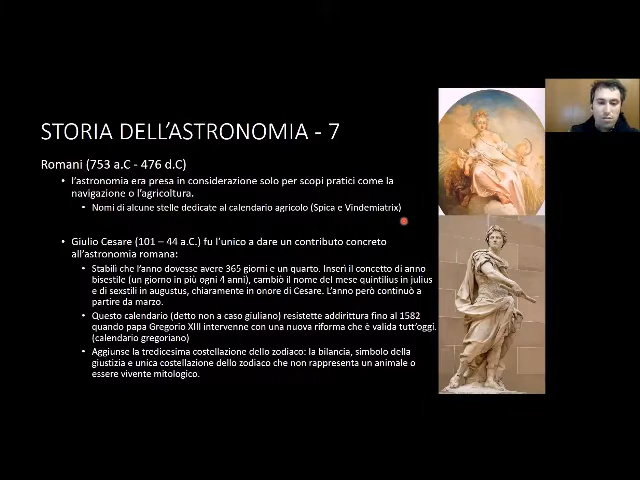 STORIA DELL'ASTRONOMIA - 7
Romani (753 a.C - 476 d.C)
• l'astronomia era presa in considerazione solo per scopi pratici come la
navigazione o l'agricoltura.
• Nomi di alcune stelle dedicate al calendario agricolo (Spica e Vindemiatrix)
• Giulio Cesare (101 – 44 a.C.) fu l'unico a dare un contributo concreto
all'astronomia romana:
• Stabilì che l'anno dovesse avere 365 giorni e un quarto. Inserì il concetto di anno
bisestile (un giorno in più ogni 4 anni), cambiò il nome del mese quintilius in julius
e di sexstili in augustus, chiaramente in onore di Cesare. L'anno però continuò a
partire da marzo.
• Questo calendario (detto non a caso giuliano) resistette addirittura fino al 1582
quando papa Gregorio XIII intervenne con una nuova riforma che è valida tutt'oggi.
(calendario gregoriano)
• Aggiunse la tredicesima costellazione dello zodiaco: la bilancia, simbolo della
giustizia e unica costellazione dello zodiaco che non rappresenta un animale o
essere vivente mitologico.